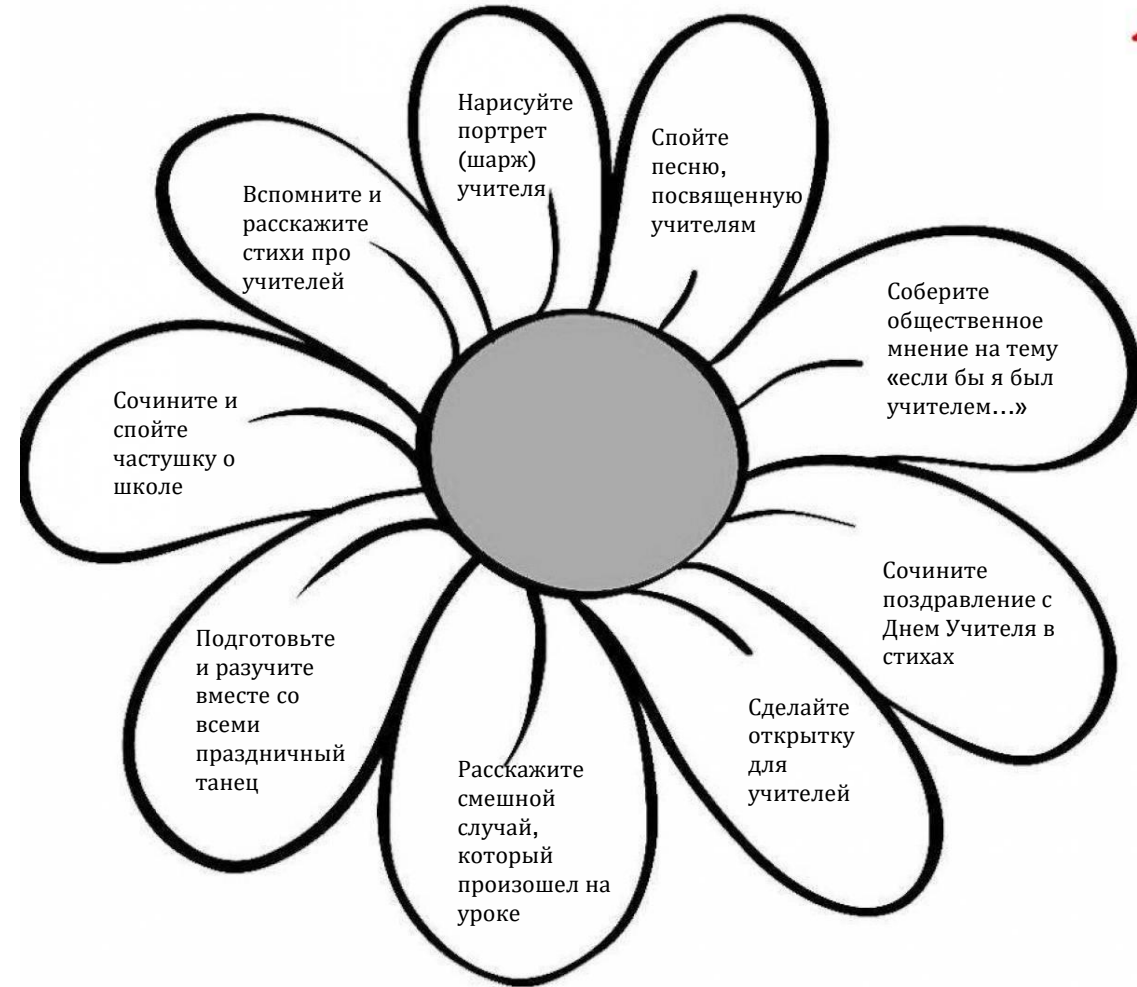 Нарисуйте
портрет
(шарж)
учителя
Спойте
песню,
посвященную
учителям
Соберите
общественное
мнение на тему
«если бы я был
учителем...»
Сочините
поздравление с
Днем Учителя в
стихах
Сделайте
открытку
для
учителей
Расскажите
смешной
случай,
который
произошел на
уроке
Подготовьте
и разучите
вместе со
всеми
праздничный
танец
Сочините и
спойте
частушку о
школе
Вспомните и
расскажите
стихи про
учителей